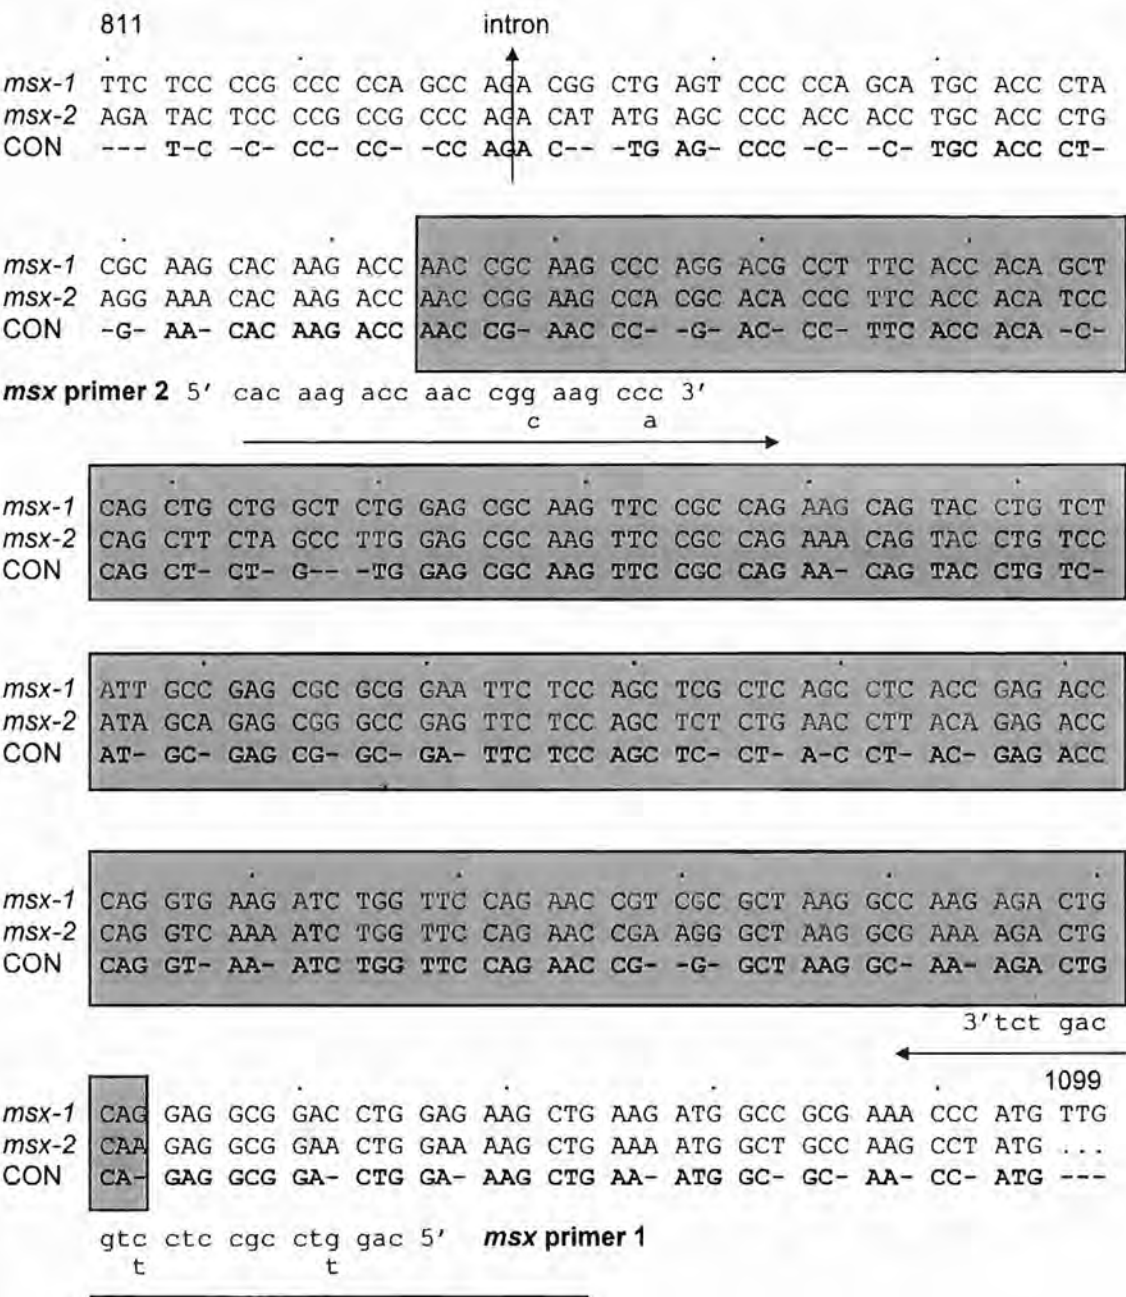 811 intron
msx-1 TTC TCC CCG CCC CCA GCC AGA CGG CTG AGT CCC CCA GCA TGC ACC CTA
msx-2 AGA TAC TCC CCG CCG CCC AGA CAT ATG AGC CCC ACC ACC TGC ACC CTG
CON --- T-C -C- CC- CC- -CC AGA C-- -TG AG- CCC -C- -C- TGC ACC CT-
msx-1 CGC AAG CAC AAG ACC AAC CGC AAG CCC AGG ACG CCT TTC ACC ACA GCT
msx-2 AGG AAA CAC AAG ACC AAC CGG AAG CCA CGC ACA CCC TTC ACC ACA TCC
CON -G- AA- CAC AAG ACC AAC CG- AAC CC- -G- AC- CC- TTC ACC ACA -C-
msx primer 2 5' cac aag acc aac cgg aag ccc 3'
c a
msx-1 CAG CTG CTG GCT CTG GAG CGC AAG TTC CGC CAG AAG CAG TAC CTG TCT
msx-2 CAG CTT CTA GCC TTG GAG CGC AAG TTC CGC CAG AAA CAG TAC CTG TCC
CON CAG CT- CT- G-- -TG GAG CGC AAG TTC CGC CAG AA- CAG TAC CTG TC-
msx-1 ATT GCC GAG CGC GCG GAA TTC TCC AGC TCG CTC AGC CTC ACC GAG ACC
msx-2 ATA GCA GAG CGG GCC GAG TTC TCC AGC TCT CTG AAC CTT ACA GAG ACC
CON AT- GC- GAG CG- GC- GA- TTC TCC AGC TC- CT- A-C CT- AC- GAG ACC
msx-1 CAG GTG AAG ATC TGG TTC CAG AAC CGT CGC GCT AAG GCC AAG AGA CTG
msx-2 CAG GTC AAA ATC TGG TTC CAG AAC CGA AGG GCT AAG GCG AAA AGA CTG
CON CAG GT- AA- ATC TGG TTC CAG AAC CG- -G- GCT AAG GC- AA- AGA CTG
3'tct gac
1099
msx-1 CAG GAG GCG GAC CTG GAG AAG CTG AAG ATG GCC GCG AAA CCC ATG TTG
msx-2 CAA GAG GCG GAA CTG GAA AAG CTG AAA ATG GCT GCC AAG CCT ATG ...
CON CA- GAG GCG GA- CTG GA- AAG CTG AA- ATG GC- GC- AA- CC- ATG ---
gtc ctc cgc ctg gac 5' msx primer 1
t t